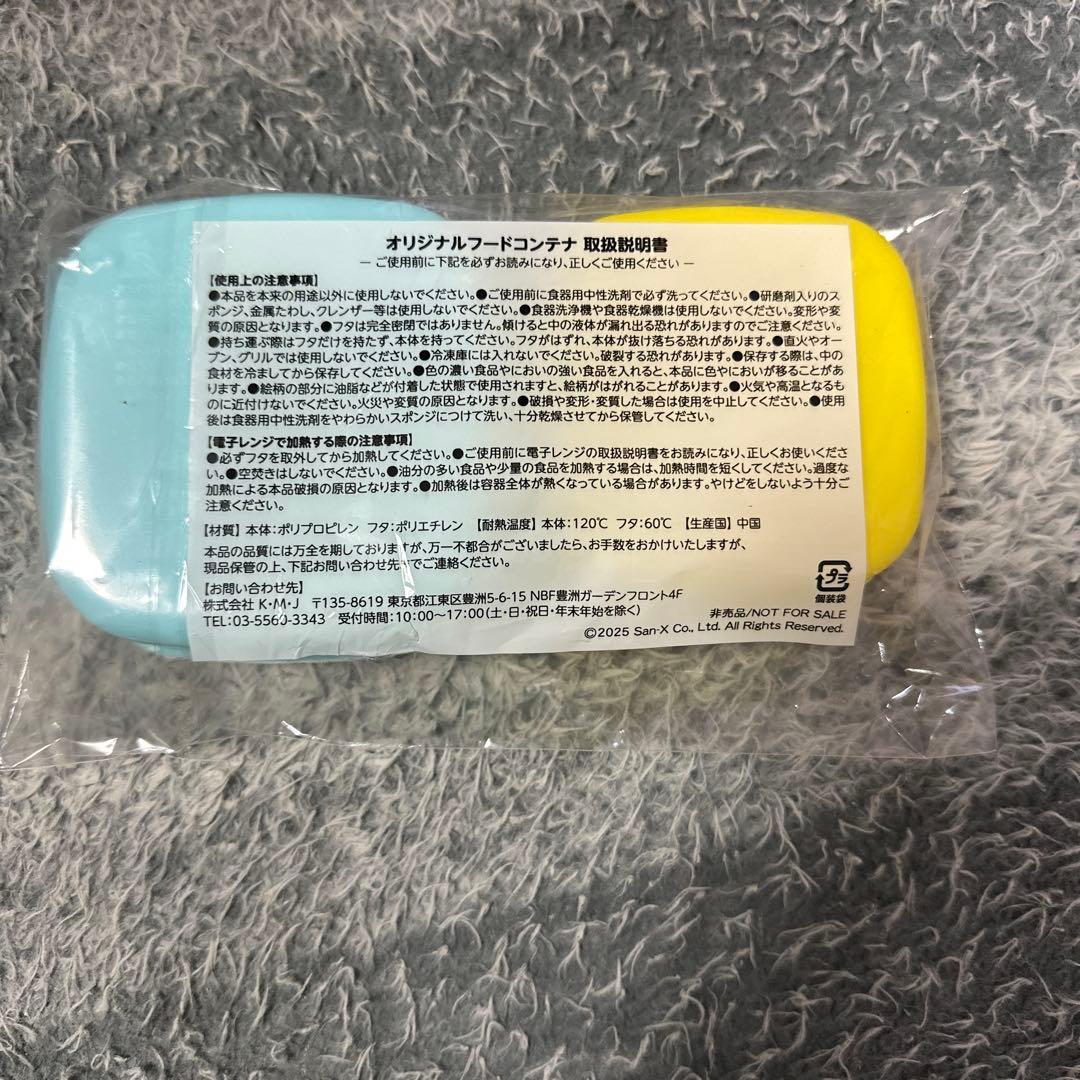 オリジナルフードコンテナ 取扱説明書
― ご使用前に下記を必ずお読みになり、正しくご使用ください ―
【使用上の注意事項】
●本品を本来の用途以外に使用しないでください。●ご使用前に食器用中性洗剤で必ず洗ってください。●研磨剤入りのス
ポンジ、金属たわし、クレンザー等は使用しないでください。●食器洗浄機や食器乾燥機は使用しないでください。変形や変
質の原因となります。●フタは完全密閉ではありません。傾けると中の液体が漏れ出る恐れがありますのでご注意ください。
●持ち運ぶ際はフタだけを持たず、本体を持ってください。フタがはずれ、本体が抜け落ちる恐れがあります。●直火やオー
ブン、グリルでは使用しないでください。●冷凍庫には入れないでください。破裂する恐れがあります。●保存する際は、中の
食材を冷ましてから保存してください。●色の濃い食品やにおいの強い食品を入れると、本品に色やにおいが移ることがあ
ります。●絵柄の部分に油脂などが付着した状態で使用されますと、絵柄がはがれることがあります。●火気や高温となるも
のに近付けないでください。火災や変質の原因となります。●破損や変形・変質した場合は使用を中止してください。●使用
後は食器用中性洗剤をやわらかいスポンジにつけて洗い、十分乾燥させてから保管してください。
【電子レンジで加熱する際の注意事項】
●必ずフタを取外してから加熱してください。●ご使用前に電子レンジの取扱説明書をお読みになり、正しくお使いくださ
い。●空焚きはしないでください。●油分の多い食品や少量の食品を加熱する場合は、加熱時間を短くしてください。過度な
加熱による本品破損の原因となります。●加熱後は容器全体が熱くなっている場合があります。やけどをしないよう十分ご
注意ください。
【材質】本体:ポリプロピレン フタ:ポリエチレン 【耐熱温度】本体:120℃ フタ:60℃ 【生産国】中国
本品の品質には万全を期しておりますが、万一不都合がございましたら、お手数をおかけいたしますが、
現品保管の上、下記お問い合わせ先までご連絡ください。
【お問い合わせ先】
株式会社 K・M・J 〒135-8619 東京都江東区豊洲5-6-15 NBF豊洲ガーデンフロント4F
TEL:03-5560-3343 受付時間:10:00〜17:00(土・日・祝日・年末年始を除く)
プラ
個装袋
非売品/NOT FOR SALE
©2025 San-X Co., Ltd. All Rights Reserved.